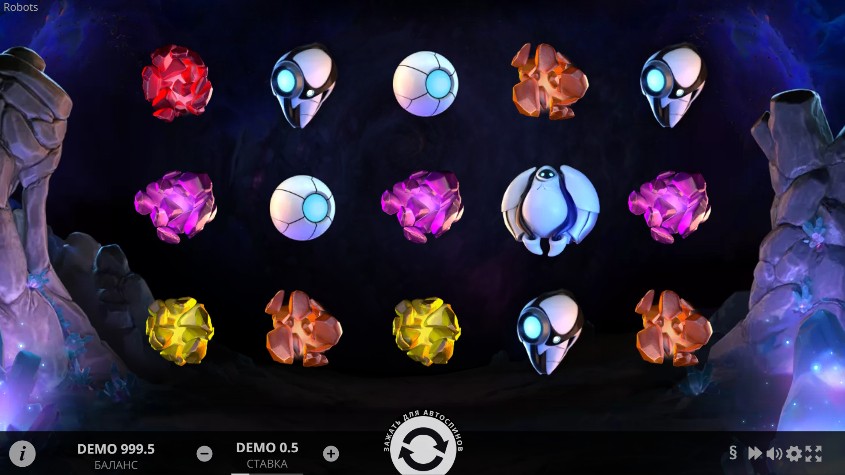 Robots
ЗАЖАТЬ ДЛЯ АВТОСПИНОВ
DEMO 999.5
БАЛАНС
DEMO 0.5
СТАВКА